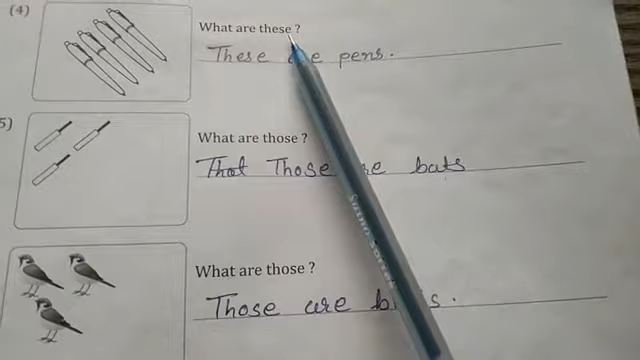 (4)
What are these ?
These pens.
5)
What are those ?
That Those bats
What are those ?
Those are